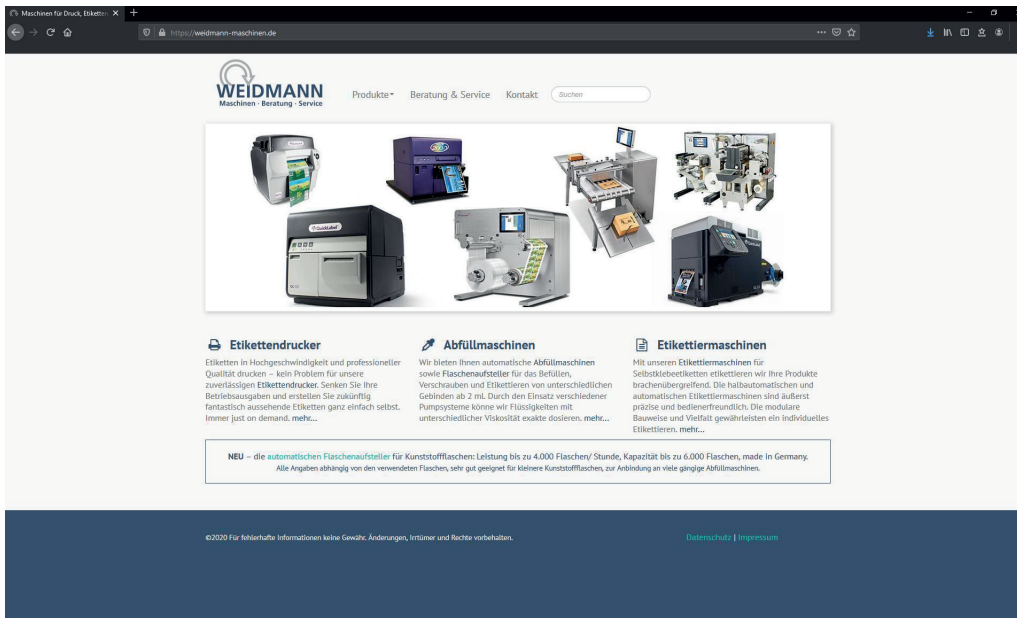 Maschinen für Druck, Etiketten
https://weidmann-maschinen.de
WEIDMANN
Maschinen · Beratung · Service
Produkte
Beratung & Service
Kontakt
Suchen
QuickLabel
Etikettendrucker
Etiketten in Hochgeschwindigkeit und professioneller
Qualität drucken – kein Problem für unsere
zuverlässigen Etikettendrucker. Senken Sie Ihre
Betriebsausgaben und erstellen Sie zukünftig
fantastisch aussehende Etiketten ganz einfach selbst.
Immer just on demand. mehr...
Abfüllmaschinen
Wir bieten Ihnen automatische Abfüllmaschinen
sowie Flaschenaufsteller für das Befüllen,
Verschrauben und Etikettieren von unterschiedlichen
Gebinden ab 2 ml. Durch den Einsatz verschiedener
Pumpsysteme könne wir Flüssigkeiten mit
unterschiedlicher Viskosität exakte dosieren. mehr...
Etikettiermaschinen
Mit unseren Etikettiermaschinen für
Selbstklebeetiketten etikettieren wir Ihre Produkte
brachenübergreifend. Die halbautomatischen und
automatischen Etikettiermaschinen sind äußerst
präzise und bedienerfreundlich. Die modulare
Bauweise und Vielfalt gewährleisten ein individuelles
Etikettieren. mehr...
NEU – die automatischen Flaschenaufsteller für Kunststoffflaschen: Leistung bis zu 4.000 Flaschen/ Stunde, Kapazität bis zu 6.000 Flaschen, made in Germany.
Alle Angaben abhängig von den verwendeten Flaschen, sehr gut geeignet für kleinere Kunststoffflaschen, zur Anbindung an viele gängige Abfüllmaschinen.
©2020 Für fehlerhafte Informationen keine Gewähr. Änderungen, Irrtümer und Rechte vorbehalten.
Datenschutz | Impressum